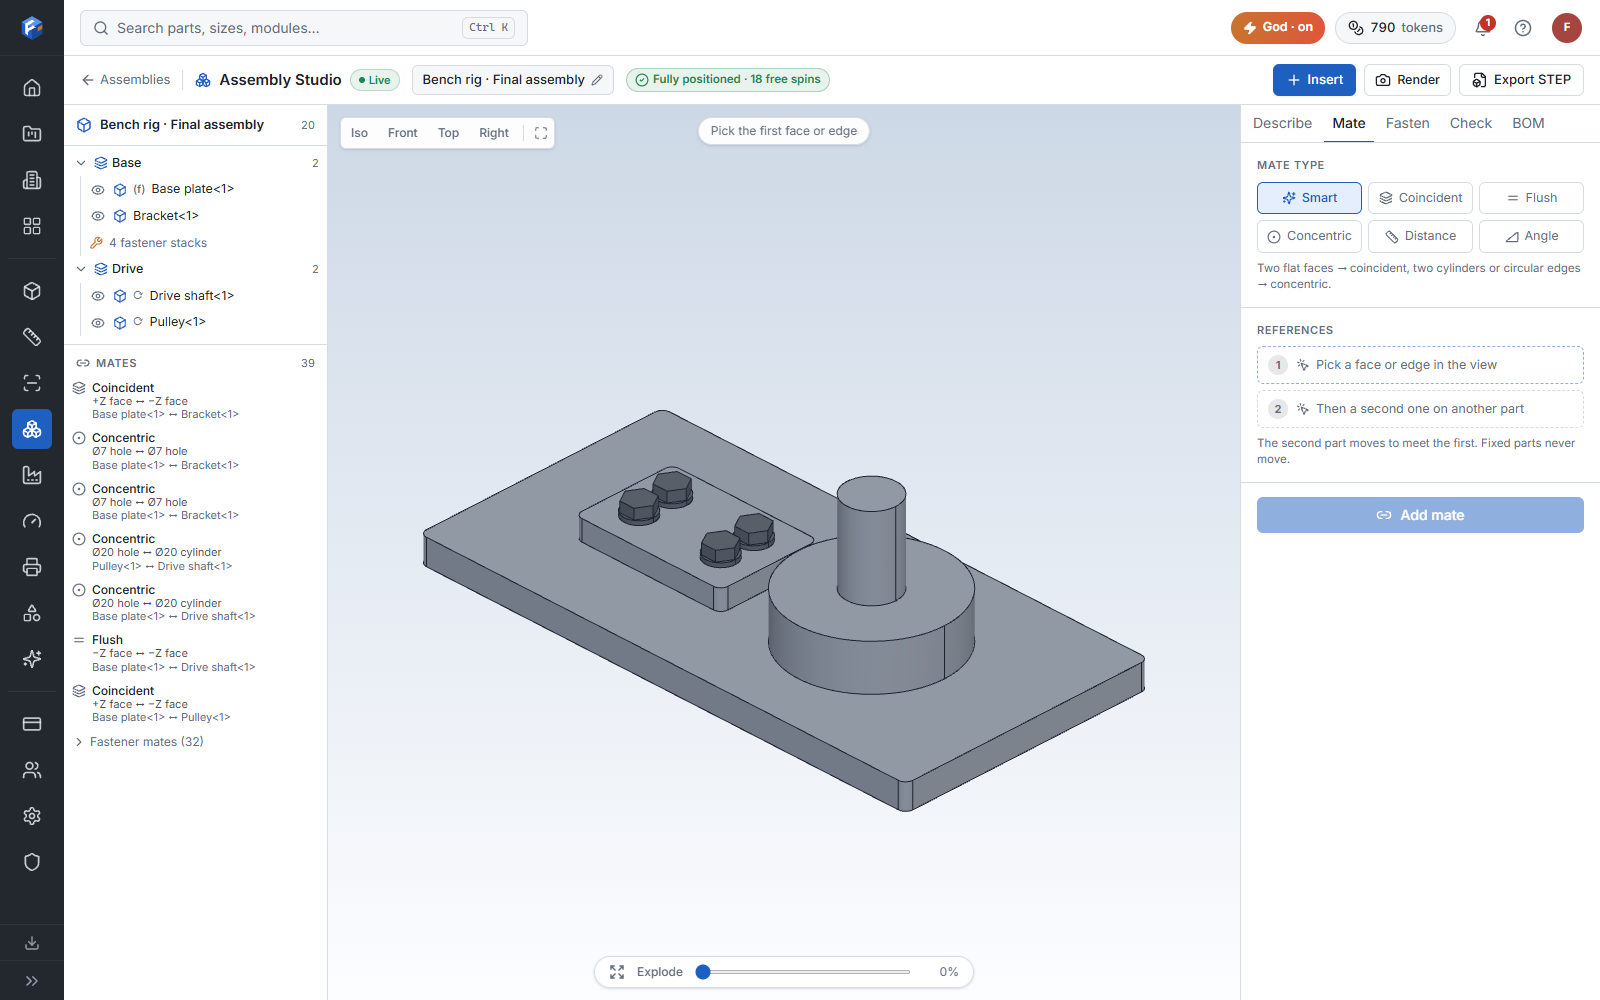 Search parts, sizes, modules...
Ctrl K
God · on
790 tokens
1
F
Assemblies
Assembly Studio
Live
Bench rig · Final assembly
Fully positioned · 18 free spins
Insert
Render
Export STEP
Bench rig · Final assembly 20
Base 2
(f) Base plate<1>
Bracket<1>
4 fastener stacks
Drive 2
Drive shaft<1>
Pulley<1>
MATES 39
Coincident
+Z face ↔ −Z face
Base plate<1> ↔ Bracket<1>
Concentric
Ø7 hole ↔ Ø7 hole
Base plate<1> ↔ Bracket<1>
Concentric
Ø7 hole ↔ Ø7 hole
Base plate<1> ↔ Bracket<1>
Concentric
Ø20 hole ↔ Ø20 cylinder
Pulley<1> ↔ Drive shaft<1>
Concentric
Ø20 hole ↔ Ø20 cylinder
Base plate<1> ↔ Drive shaft<1>
Flush
−Z face ↔ −Z face
Base plate<1> ↔ Drive shaft<1>
Coincident
+Z face ↔ −Z face
Base plate<1> ↔ Pulley<1>
Fastener mates (32)
Iso Front Top Right
Pick the first face or edge
Explode 0%
Describe Mate Fasten Check BOM
MATE TYPE
Smart Coincident Flush
Concentric Distance Angle
Two flat faces → coincident, two cylinders or circular edges
→ concentric.
REFERENCES
1 Pick a face or edge in the view
2 Then a second one on another part
The second part moves to meet the first. Fixed parts never
move.
Add mate